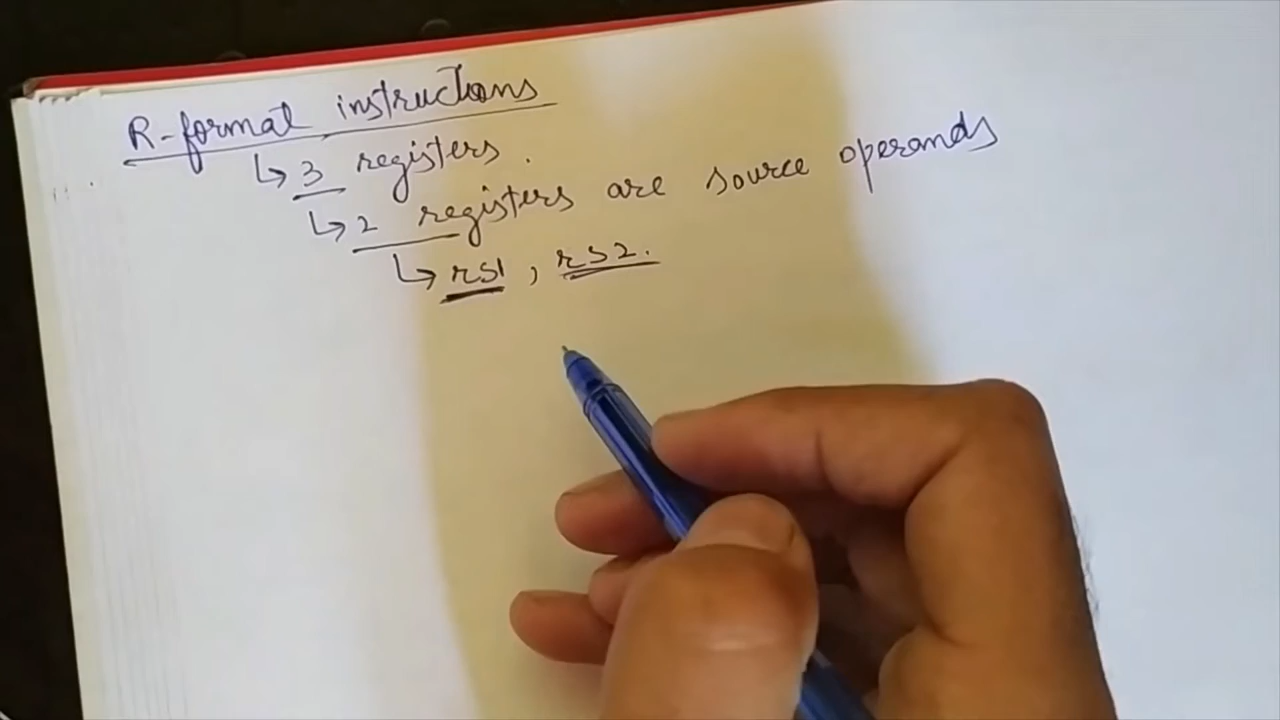 R-format instructions
↳ 3 registers.
↳ 2 registers are source operands
↳ rs1, rs2.